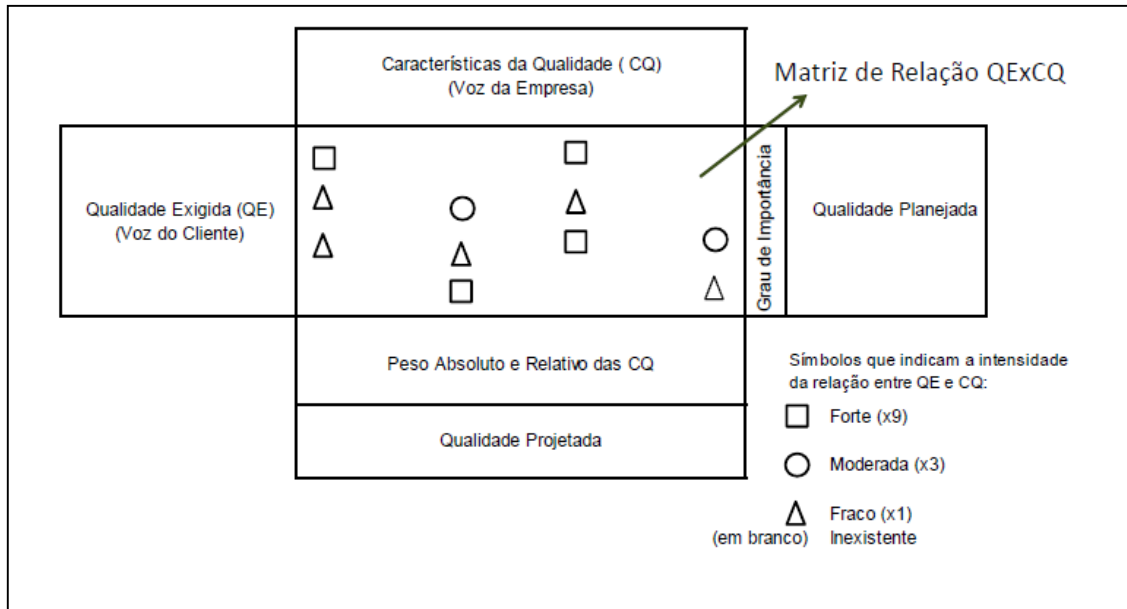 Características da Qualidade ( CQ)
(Voz da Empresa)
Matriz de Relação QExCQ
Qualidade Exigida (QE)
(Voz do Cliente)
Grau de Importância
Qualidade Planejada
Peso Absoluto e Relativo das CQ
Qualidade Projetada
Símbolos que indicam a intensidade
da relação entre QE e CQ:
Forte (x9)
Moderada (x3)
Fraco (x1)
(em branco) Inexistente